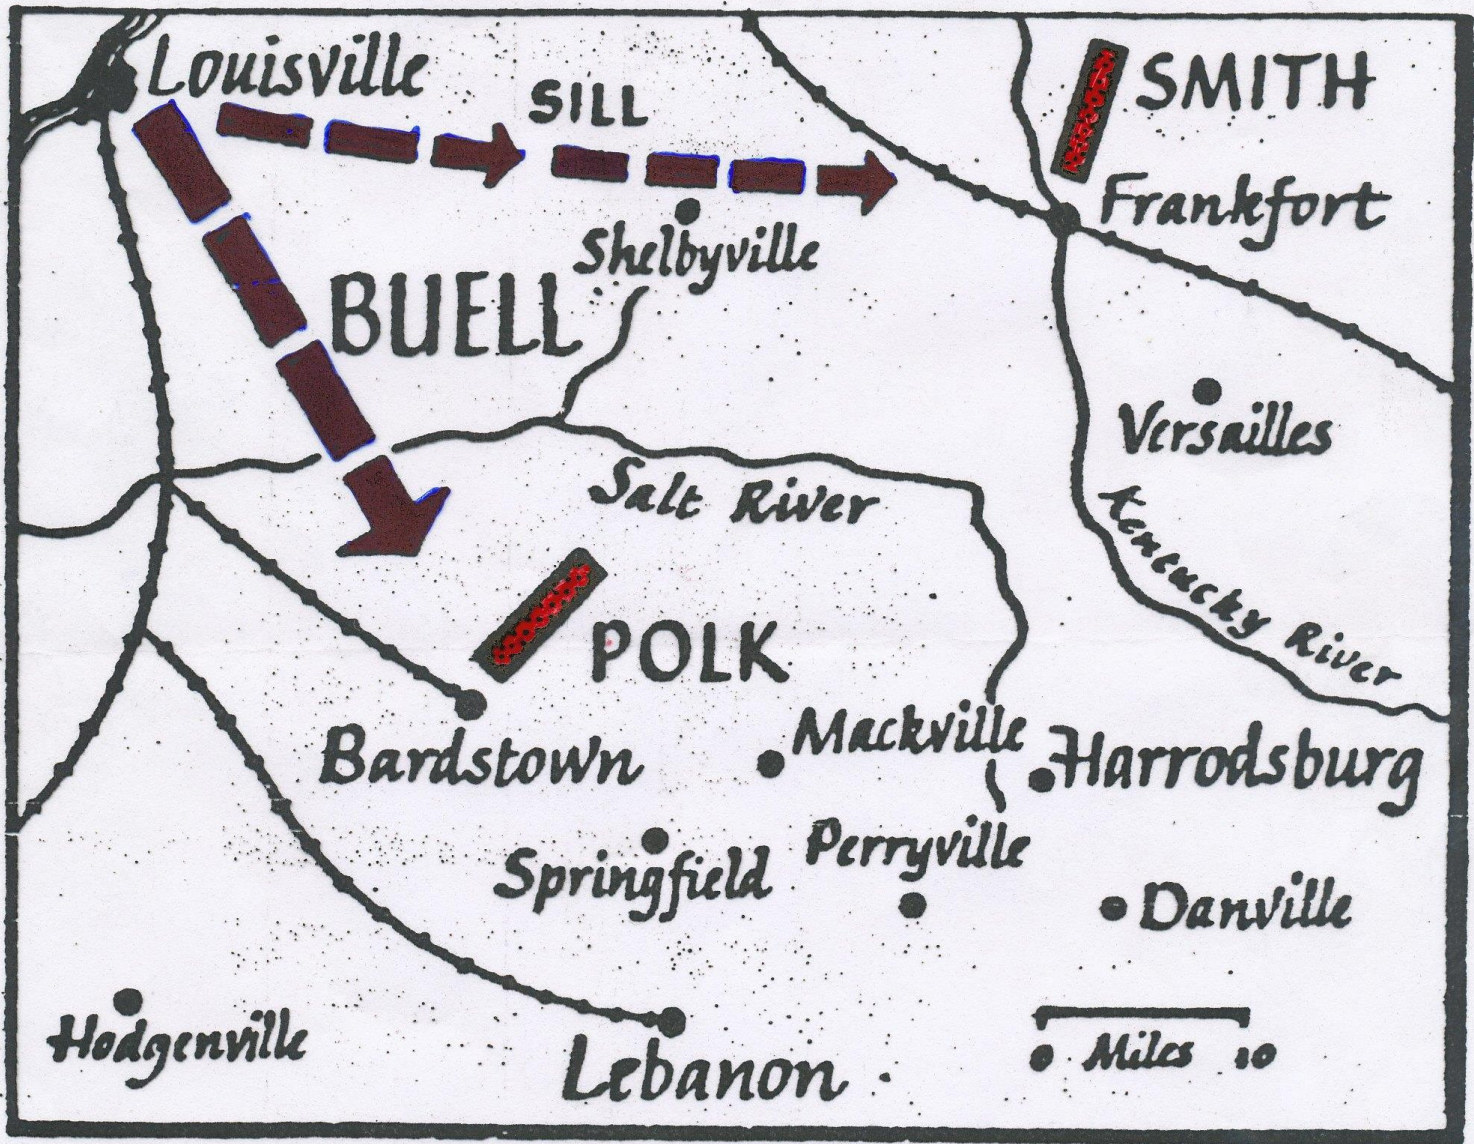 Louisville
SILL
SMITH
Frankfort
Shelbyville
BUELL
Versailles
Salt River
Kentucky River
POLK
Bardstown
Mackville
Harrodsburg
Perryville
Springfield
Danville
Hodgenville
Lebanon
0 Miles 10